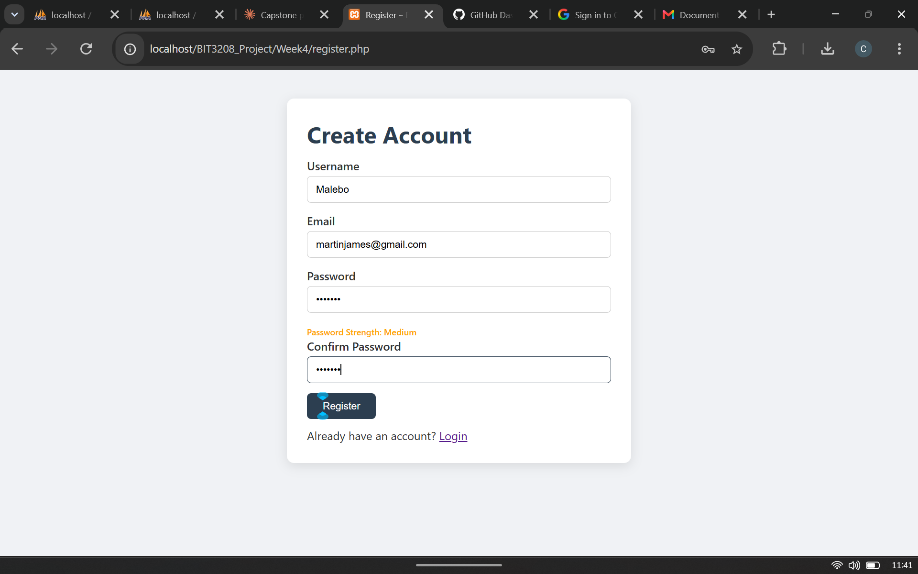 localhost /
localhost /
Capstone p
Register – 
GitHub Da
Sign in to
Document
localhost/BIT3208_Project/Week4/register.php
C
Create Account
Username
Malebo
Email
martinjames@gmail.com
Password
•••••••
Password Strength: Medium
Confirm Password
•••••••
Register
Already have an account? Login
11:41